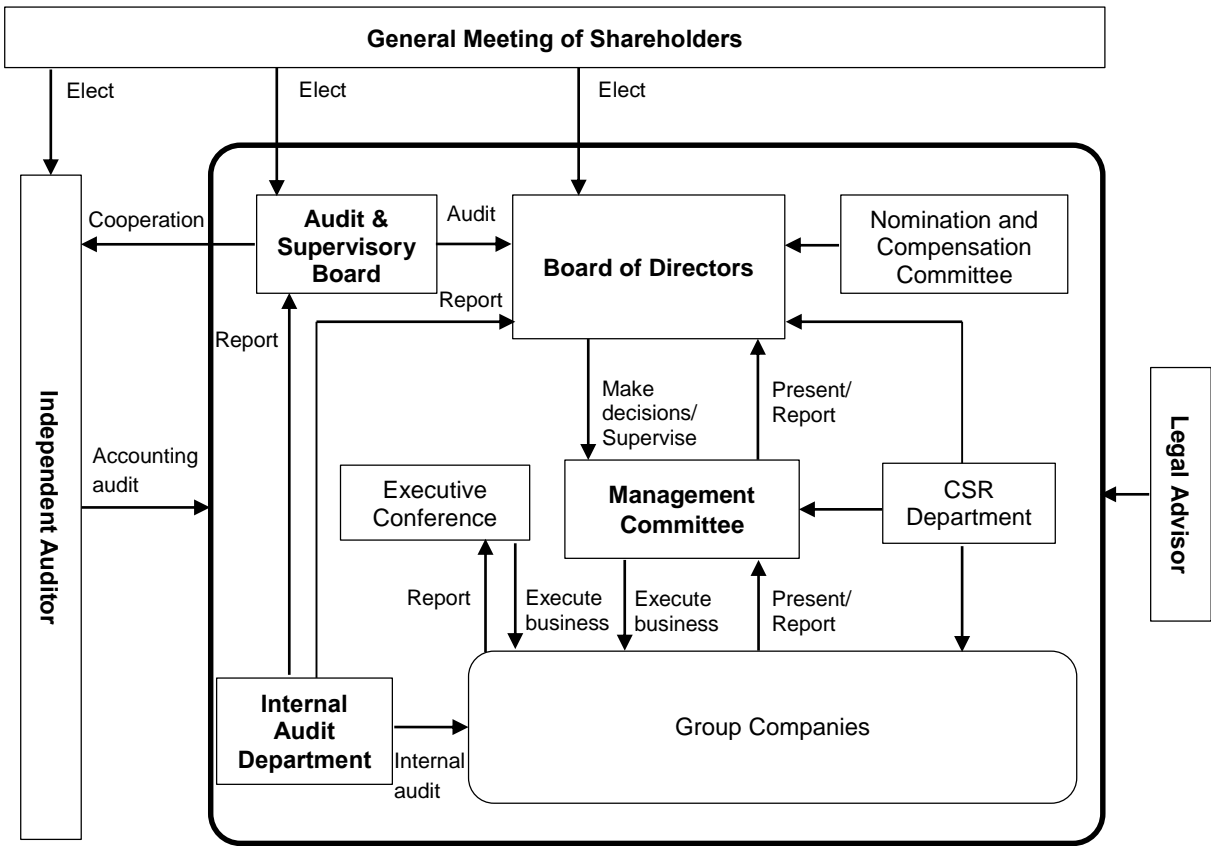 General Meeting of Shareholders
Elect
Elect
Elect
Cooperation
Audit &
Supervisory
Board
Audit
Board of Directors
Nomination and
Compensation
Committee
Report
Report
Independent Auditor
Accounting
audit
Make
decisions/
Supervise
Present/
Report
Legal Advisor
Executive
Conference
Management
Committee
CSR
Department
Report
Execute
business
Execute
business
Present/
Report
Internal
Audit
Department
Internal
audit
Group Companies